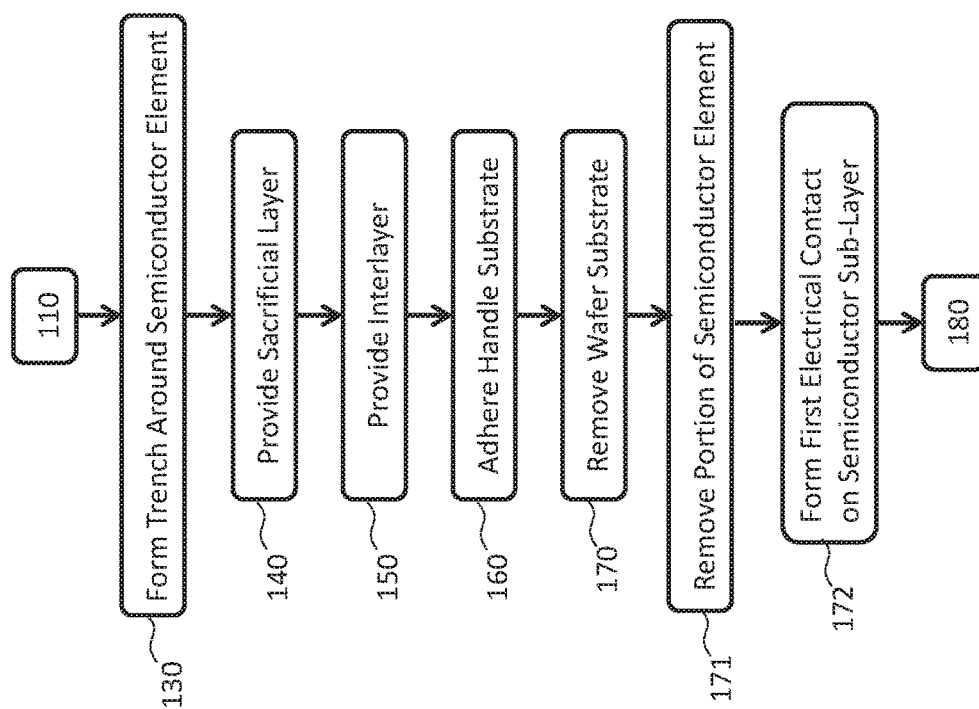 110
Form Trench Around Semiconductor Element
130
Provide Sacrificial Layer
140
Provide Interlayer
150
Adhere Handle Substrate
160
Remove Wafer Substrate
170
Remove Portion of Semiconductor Element
171
Form First Electrical Contact
on Semiconductor Sub-Layer
172
180